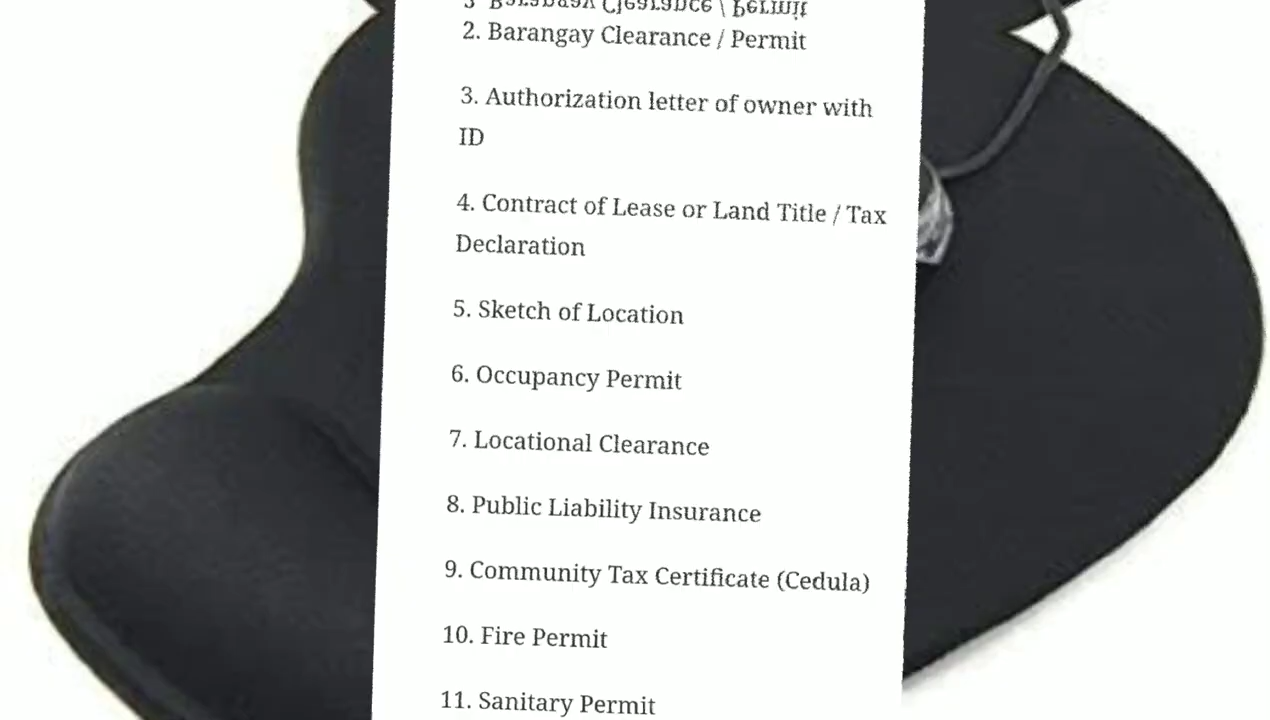 2. Barangay Clearance / Permit
3. Authorization letter of owner with
ID
4. Contract of Lease or Land Title / Tax
Declaration
5. Sketch of Location
6. Occupancy Permit
7. Locational Clearance
8. Public Liability Insurance
9. Community Tax Certificate (Cedula)
10. Fire Permit
11. Sanitary Permit